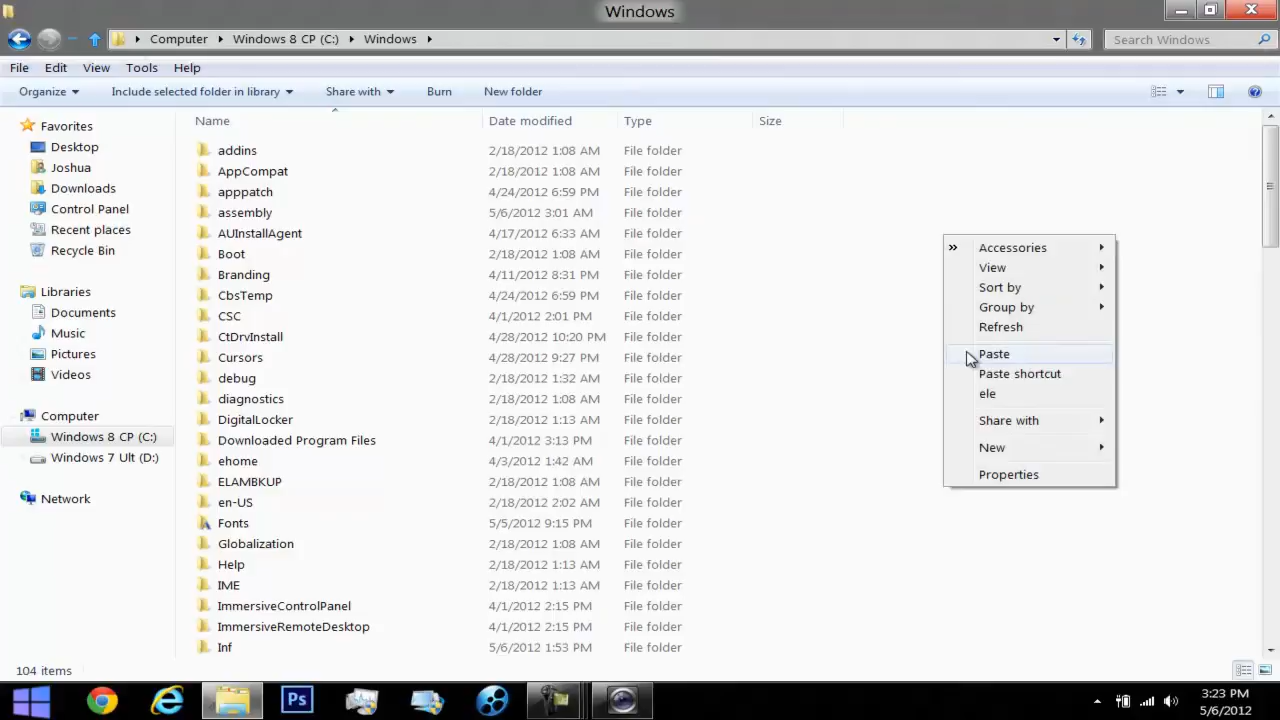 Windows
Computer Windows 8 CP (C:) Windows
Search Windows
File Edit View Tools Help
Organize Include selected folder in library Share with Burn New folder
Name Date modified Type Size
Favorites
Desktop
Joshua
Downloads
Control Panel
Recent places
Recycle Bin
Libraries
Documents
Music
Pictures
Videos
Computer
Windows 8 CP (C:)
Windows 7 Ult (D:)
Network
addins 2/18/2012 1:08 AM File folder
AppCompat 2/18/2012 1:08 AM File folder
apppatch 4/24/2012 6:59 PM File folder
assembly 5/6/2012 3:01 AM File folder
AUInstallAgent 4/17/2012 6:33 AM File folder
Boot 2/18/2012 1:08 AM File folder
Branding 4/11/2012 8:31 PM File folder
CbsTemp 4/24/2012 6:59 PM File folder
CSC 4/1/2012 2:01 PM File folder
CtDrvInstall 4/28/2012 10:20 PM File folder
Cursors 4/28/2012 9:27 PM File folder
debug 2/18/2012 1:32 AM File folder
diagnostics 2/18/2012 1:08 AM File folder
DigitalLocker 2/18/2012 1:13 AM File folder
Downloaded Program Files 4/1/2012 3:13 PM File folder
ehome 4/3/2012 1:42 AM File folder
ELAMBKUP 2/18/2012 1:08 AM File folder
en-US 2/18/2012 2:02 AM File folder
Fonts 5/5/2012 9:15 PM File folder
Globalization 2/18/2012 1:08 AM File folder
Help 2/18/2012 1:13 AM File folder
IME 2/18/2012 1:13 AM File folder
ImmersiveControlPanel 4/1/2012 2:15 PM File folder
ImmersiveRemoteDesktop 4/1/2012 2:15 PM File folder
Inf 5/6/2012 1:53 PM File folder
Accessories
View
Sort by
Group by
Refresh
Paste
Paste shortcut
ele
Share with
New
Properties
104 items
Ps
3:23 PM
5/6/2012